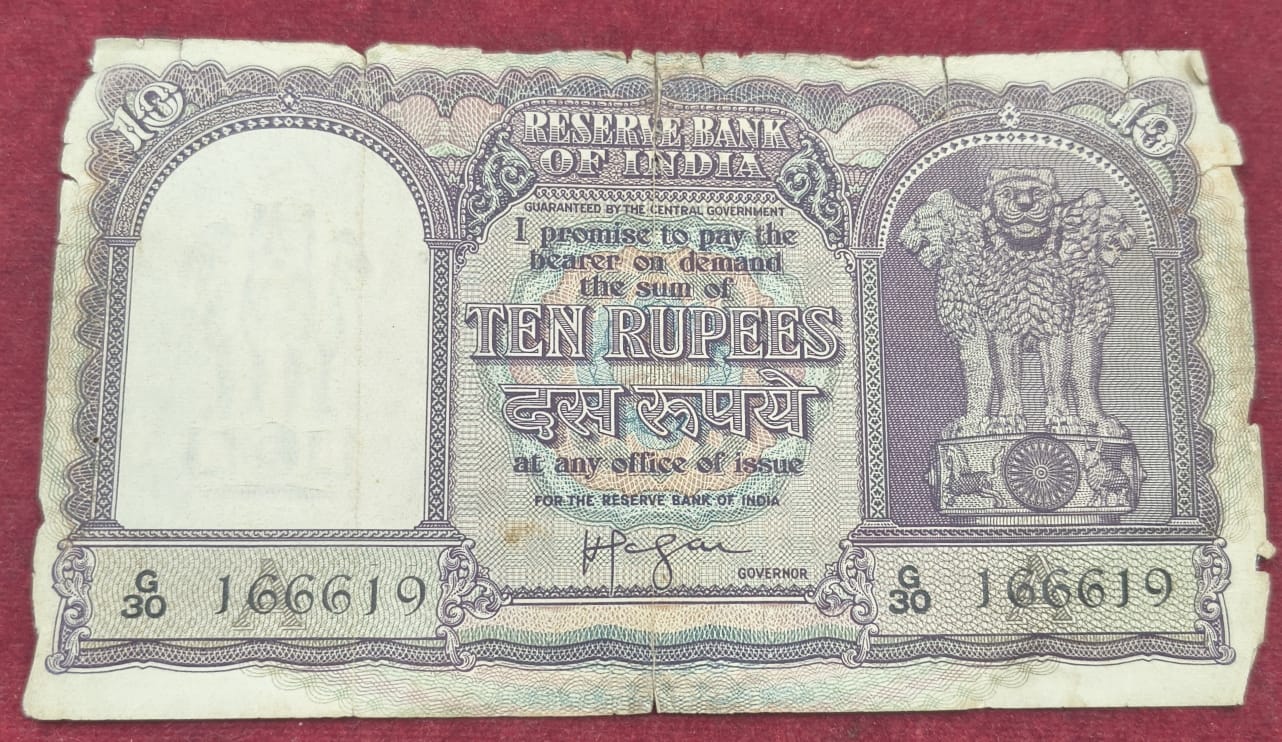 10
10
RESERVE BANK
OF INDIA
GUARANTEED BY THE CENTRAL GOVERNMENT
I promise to pay the
bearer on demand
the sum of
TEN RUPEES
दस रूपये
at any office of issue
FOR THE RESERVE BANK OF INDIA
GOVERNOR
G
30 166619
A
G
30 166619
A